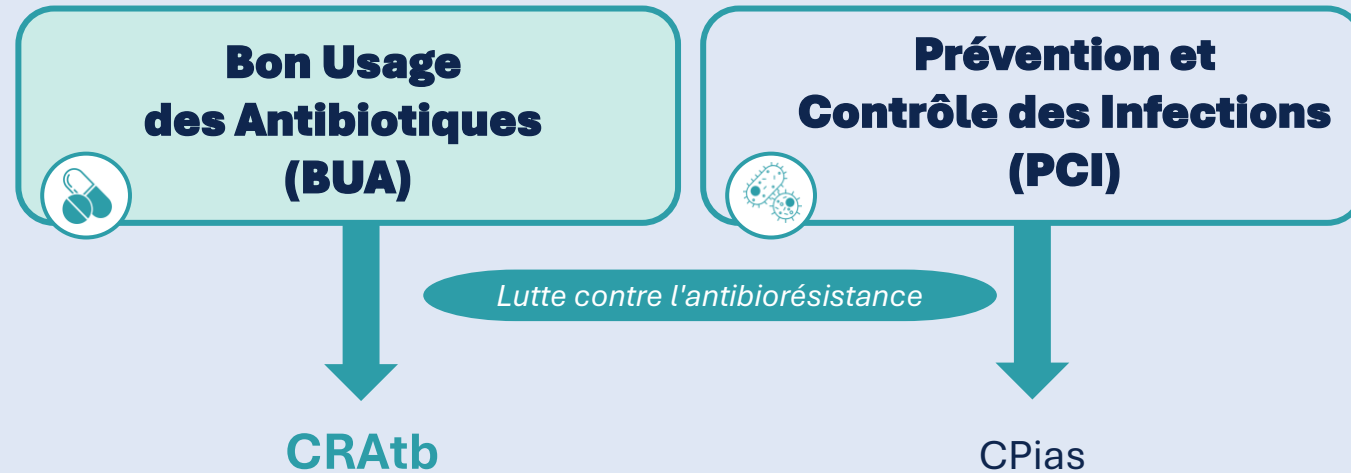 Bon Usage
des Antibiotiques
(BUA)
Prévention et
Contrôle des Infections
(PCI)
Lutte contre l'antibiorésistance
CRAtb
CPias